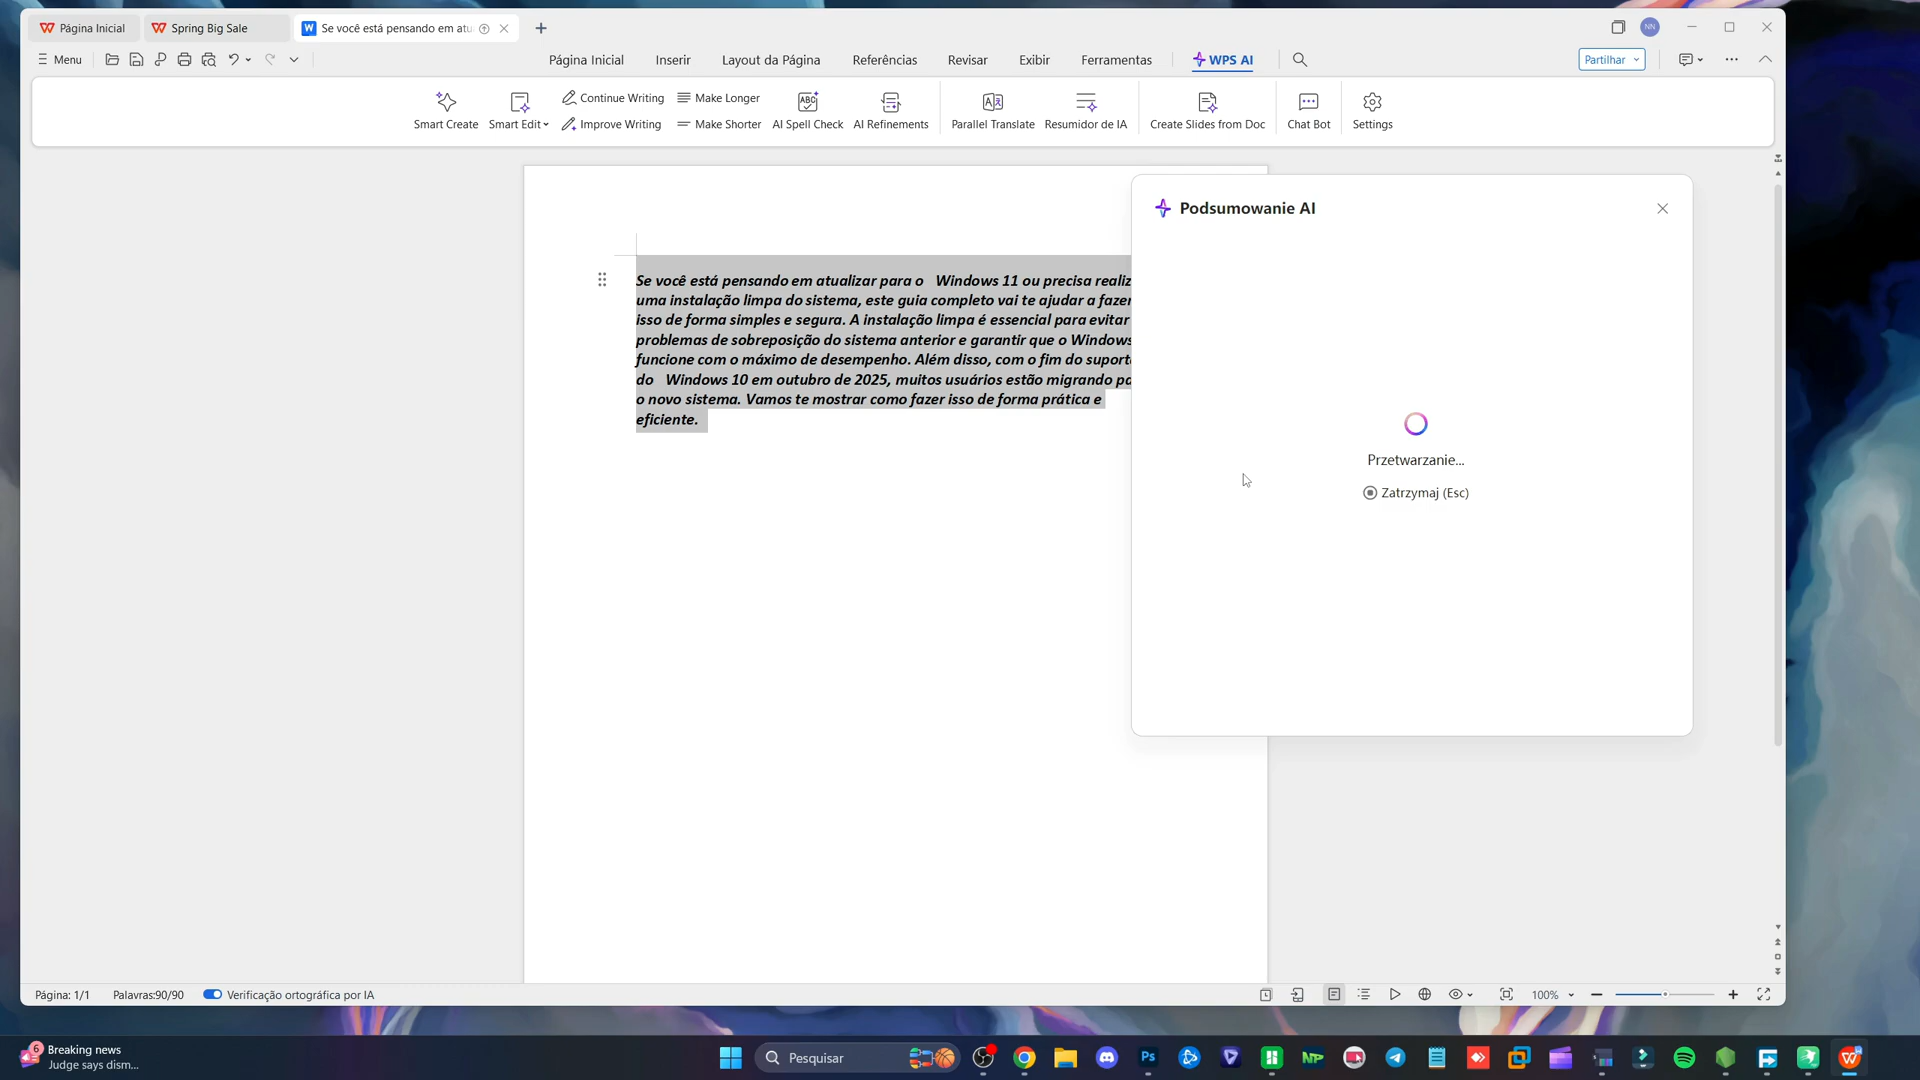 Página Inicial
Spring Big Sale
Se você está pensando em atu
NN
Menu
Página Inicial
Inserir
Layout da Página
Referências
Revisar
Exibir
Ferramentas
WPS AI
Partilhar
Smart Create
Smart Edit
Continue Writing
Improve Writing
Make Longer
Make Shorter
ABC
AI Spell Check
AI Refinements
Parallel Translate
Resumidor de IA
Create Slides from Doc
Chat Bot
Settings
Podsumowanie AI
Przetwarzanie...
Zatrzymaj (Esc)
Se você está pensando em atualizar para o Windows 11 ou precisa realiz
uma instalação limpa do sistema, este guia completo vai te ajudar a fazer
isso de forma simples e segura. A instalação limpa é essencial para evitar
problemas de sobreposição do sistema anterior e garantir que o Windows
funcione com o máximo de desempenho. Além disso, com o fim do suport
do Windows 10 em outubro de 2025, muitos usuários estão migrando pa
o novo sistema. Vamos te mostrar como fazer isso de forma prática e
eficiente.
Página: 1/1
Palavras:90/90
Verificação ortográfica por IA
100%
6
Breaking news
Judge says dism...
Pesquisar
Ps
NP